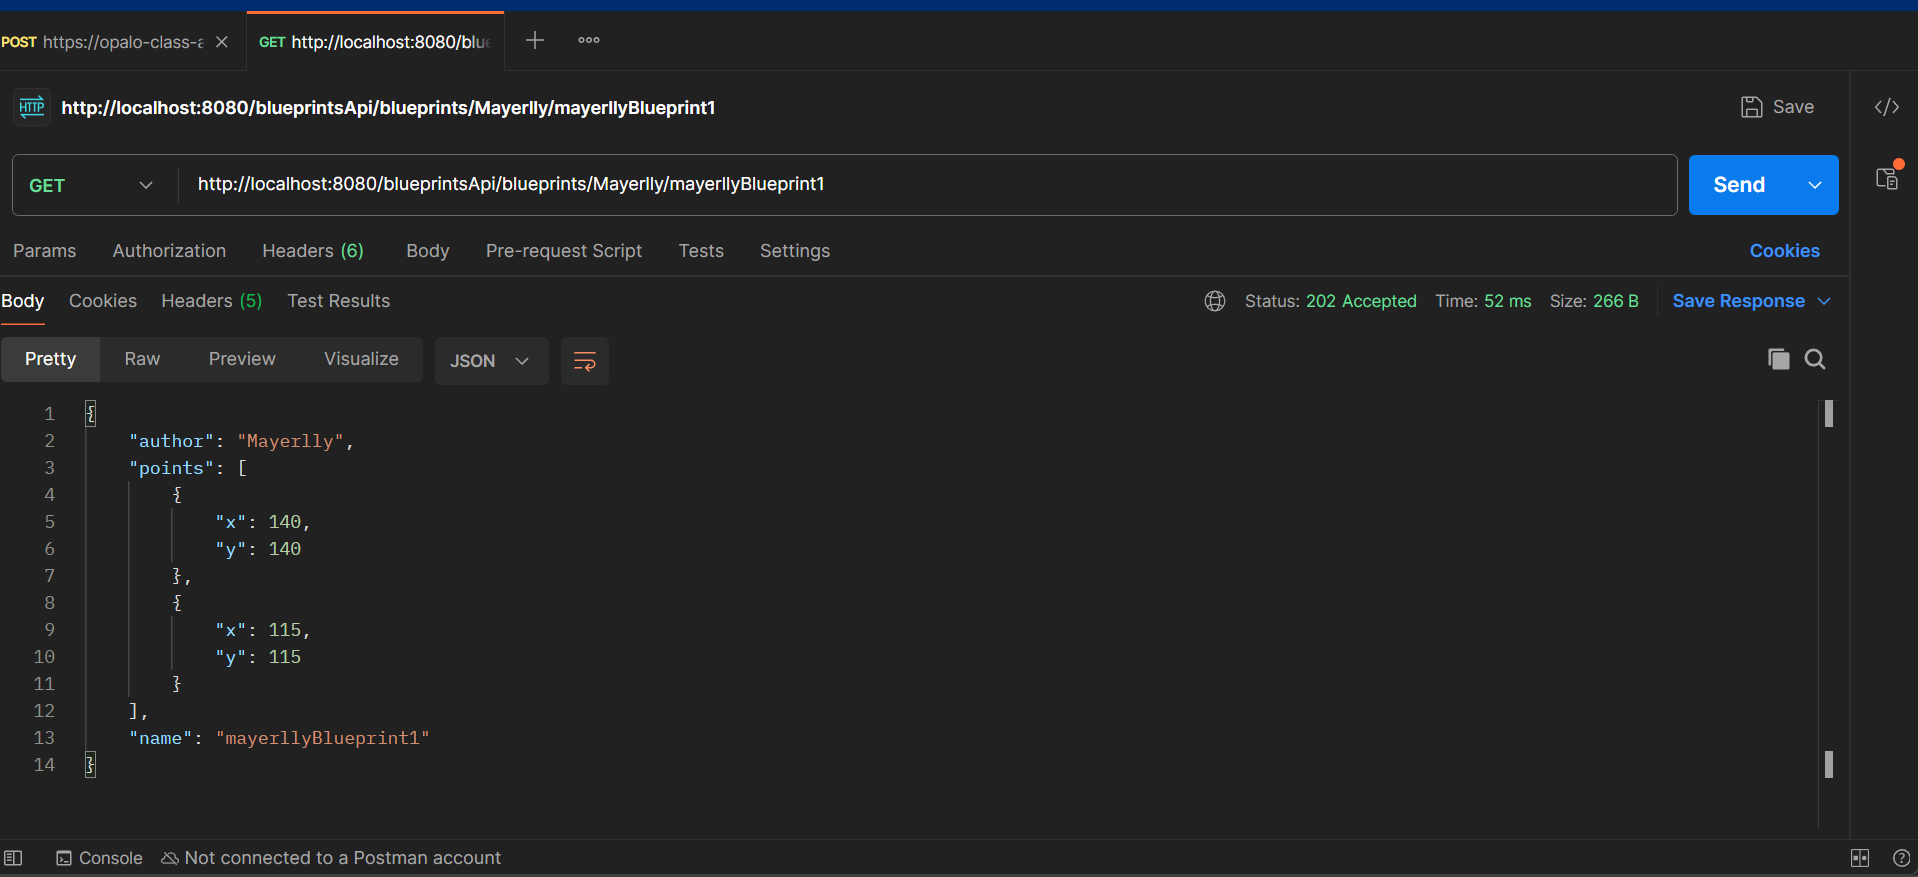 POST https://opalo-class-a
GET http://localhost:8080/blue
http://localhost:8080/blueprintsApi/blueprints/Mayerlly/mayerllyBlueprint1
Save
GET http://localhost:8080/blueprintsApi/blueprints/Mayerlly/mayerllyBlueprint1
Send
Params Authorization Headers (6) Body Pre-request Script Tests Settings Cookies
Body Cookies Headers (5) Test Results Status: 202 Accepted Time: 52 ms Size: 266 B Save Response
Pretty Raw Preview Visualize JSON
1 {
2 "author": "Mayerlly",
3 "points": [
4 {
5 "x": 140,
6 "y": 140
7 },
8 {
9 "x": 115,
10 "y": 115
11 }
12 ],
13 "name": "mayerllyBlueprint1"
14 }
Console Not connected to a Postman account